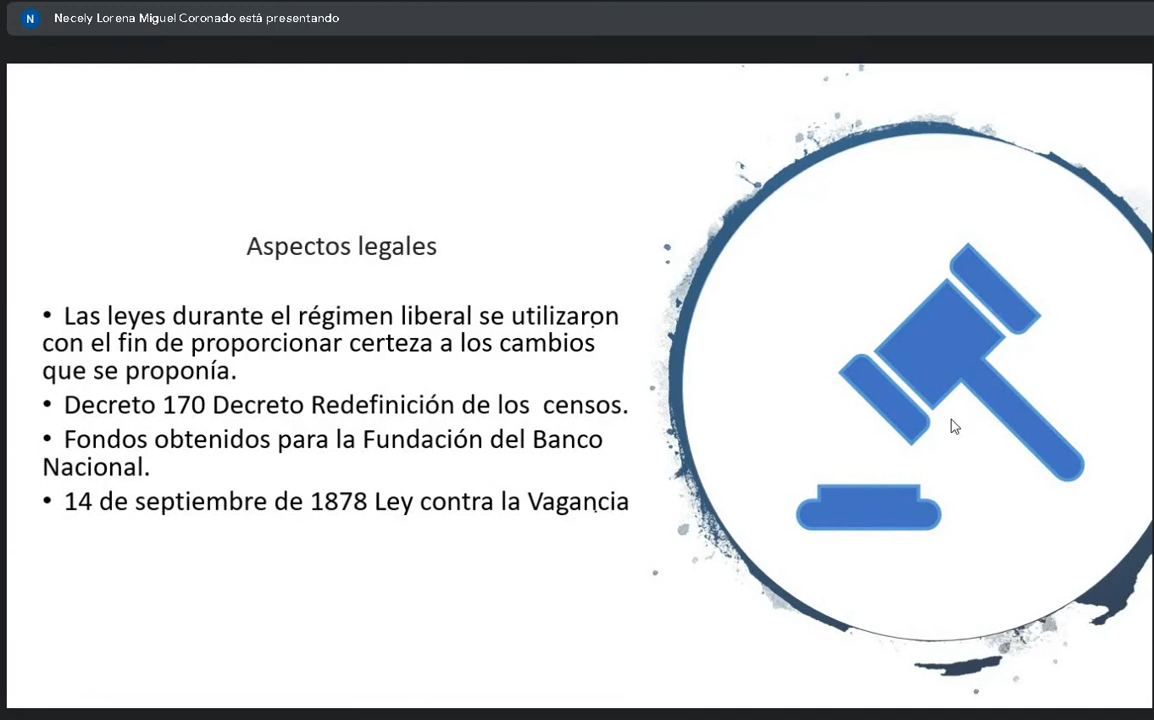 N
Necely Lorena Miguel Coronado está presentando
Aspectos legales
• Las leyes durante el régimen liberal se utilizaron
con el fin de proporcionar certeza a los cambios
que se proponía.
• Decreto 170 Decreto Redefinición de los  censos.
• Fondos obtenidos para la Fundación del Banco
Nacional.
• 14 de septiembre de 1878 Ley contra la Vagancia